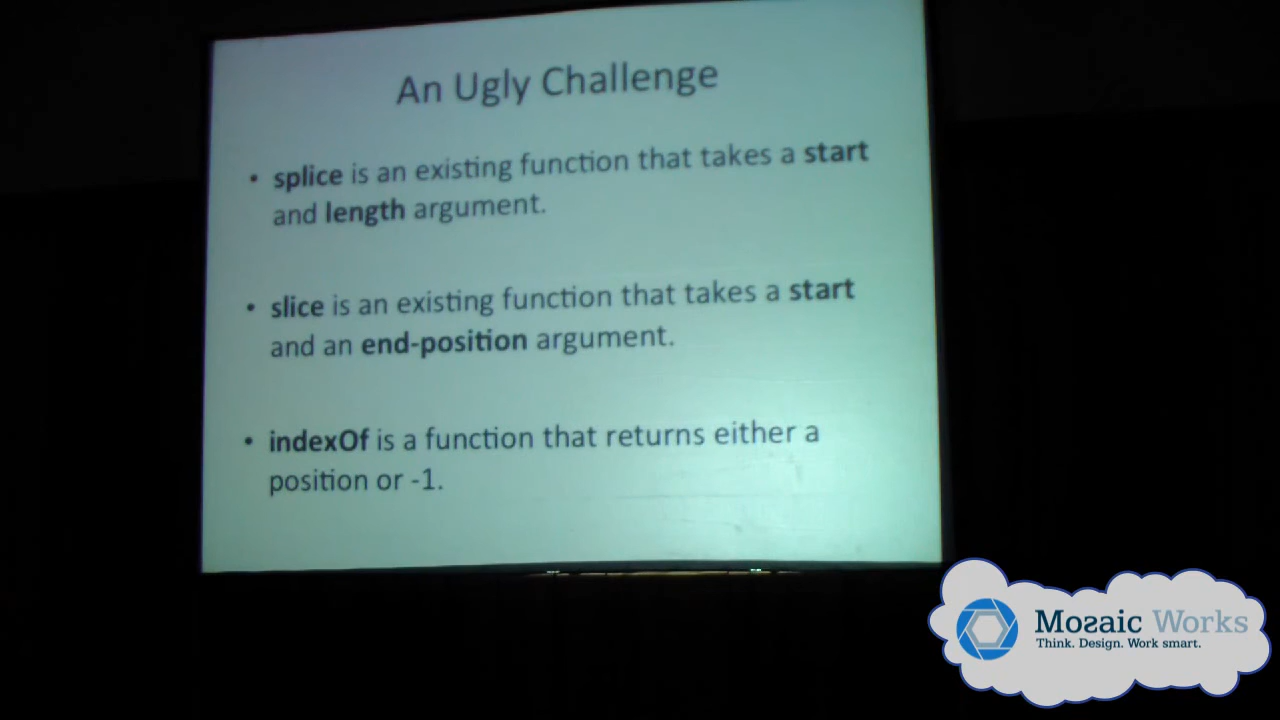 An Ugly Challenge
• splice is an existing function that takes a start
and length argument.
• slice is an existing function that takes a start
and an end-position argument.
• indexOf is a function that returns either a
position or -1.
Mozaic Works
Think. Design. Work smart.